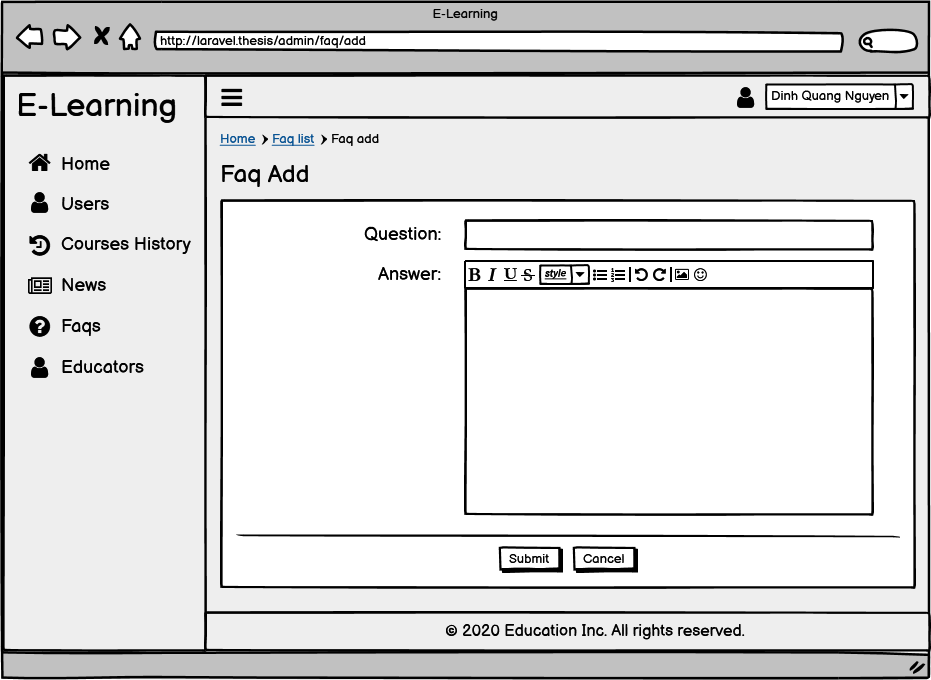 E-Learning
http://laravel.thesis/admin/faq/add
E-Learning
Dinh Quang Nguyen
Home
Users
Courses History
News
Faqs
Educators
Home Faq list Faq add
Faq Add
Question:
Answer:
B I U S style
Submit Cancel
© 2020 Education Inc. All rights reserved.